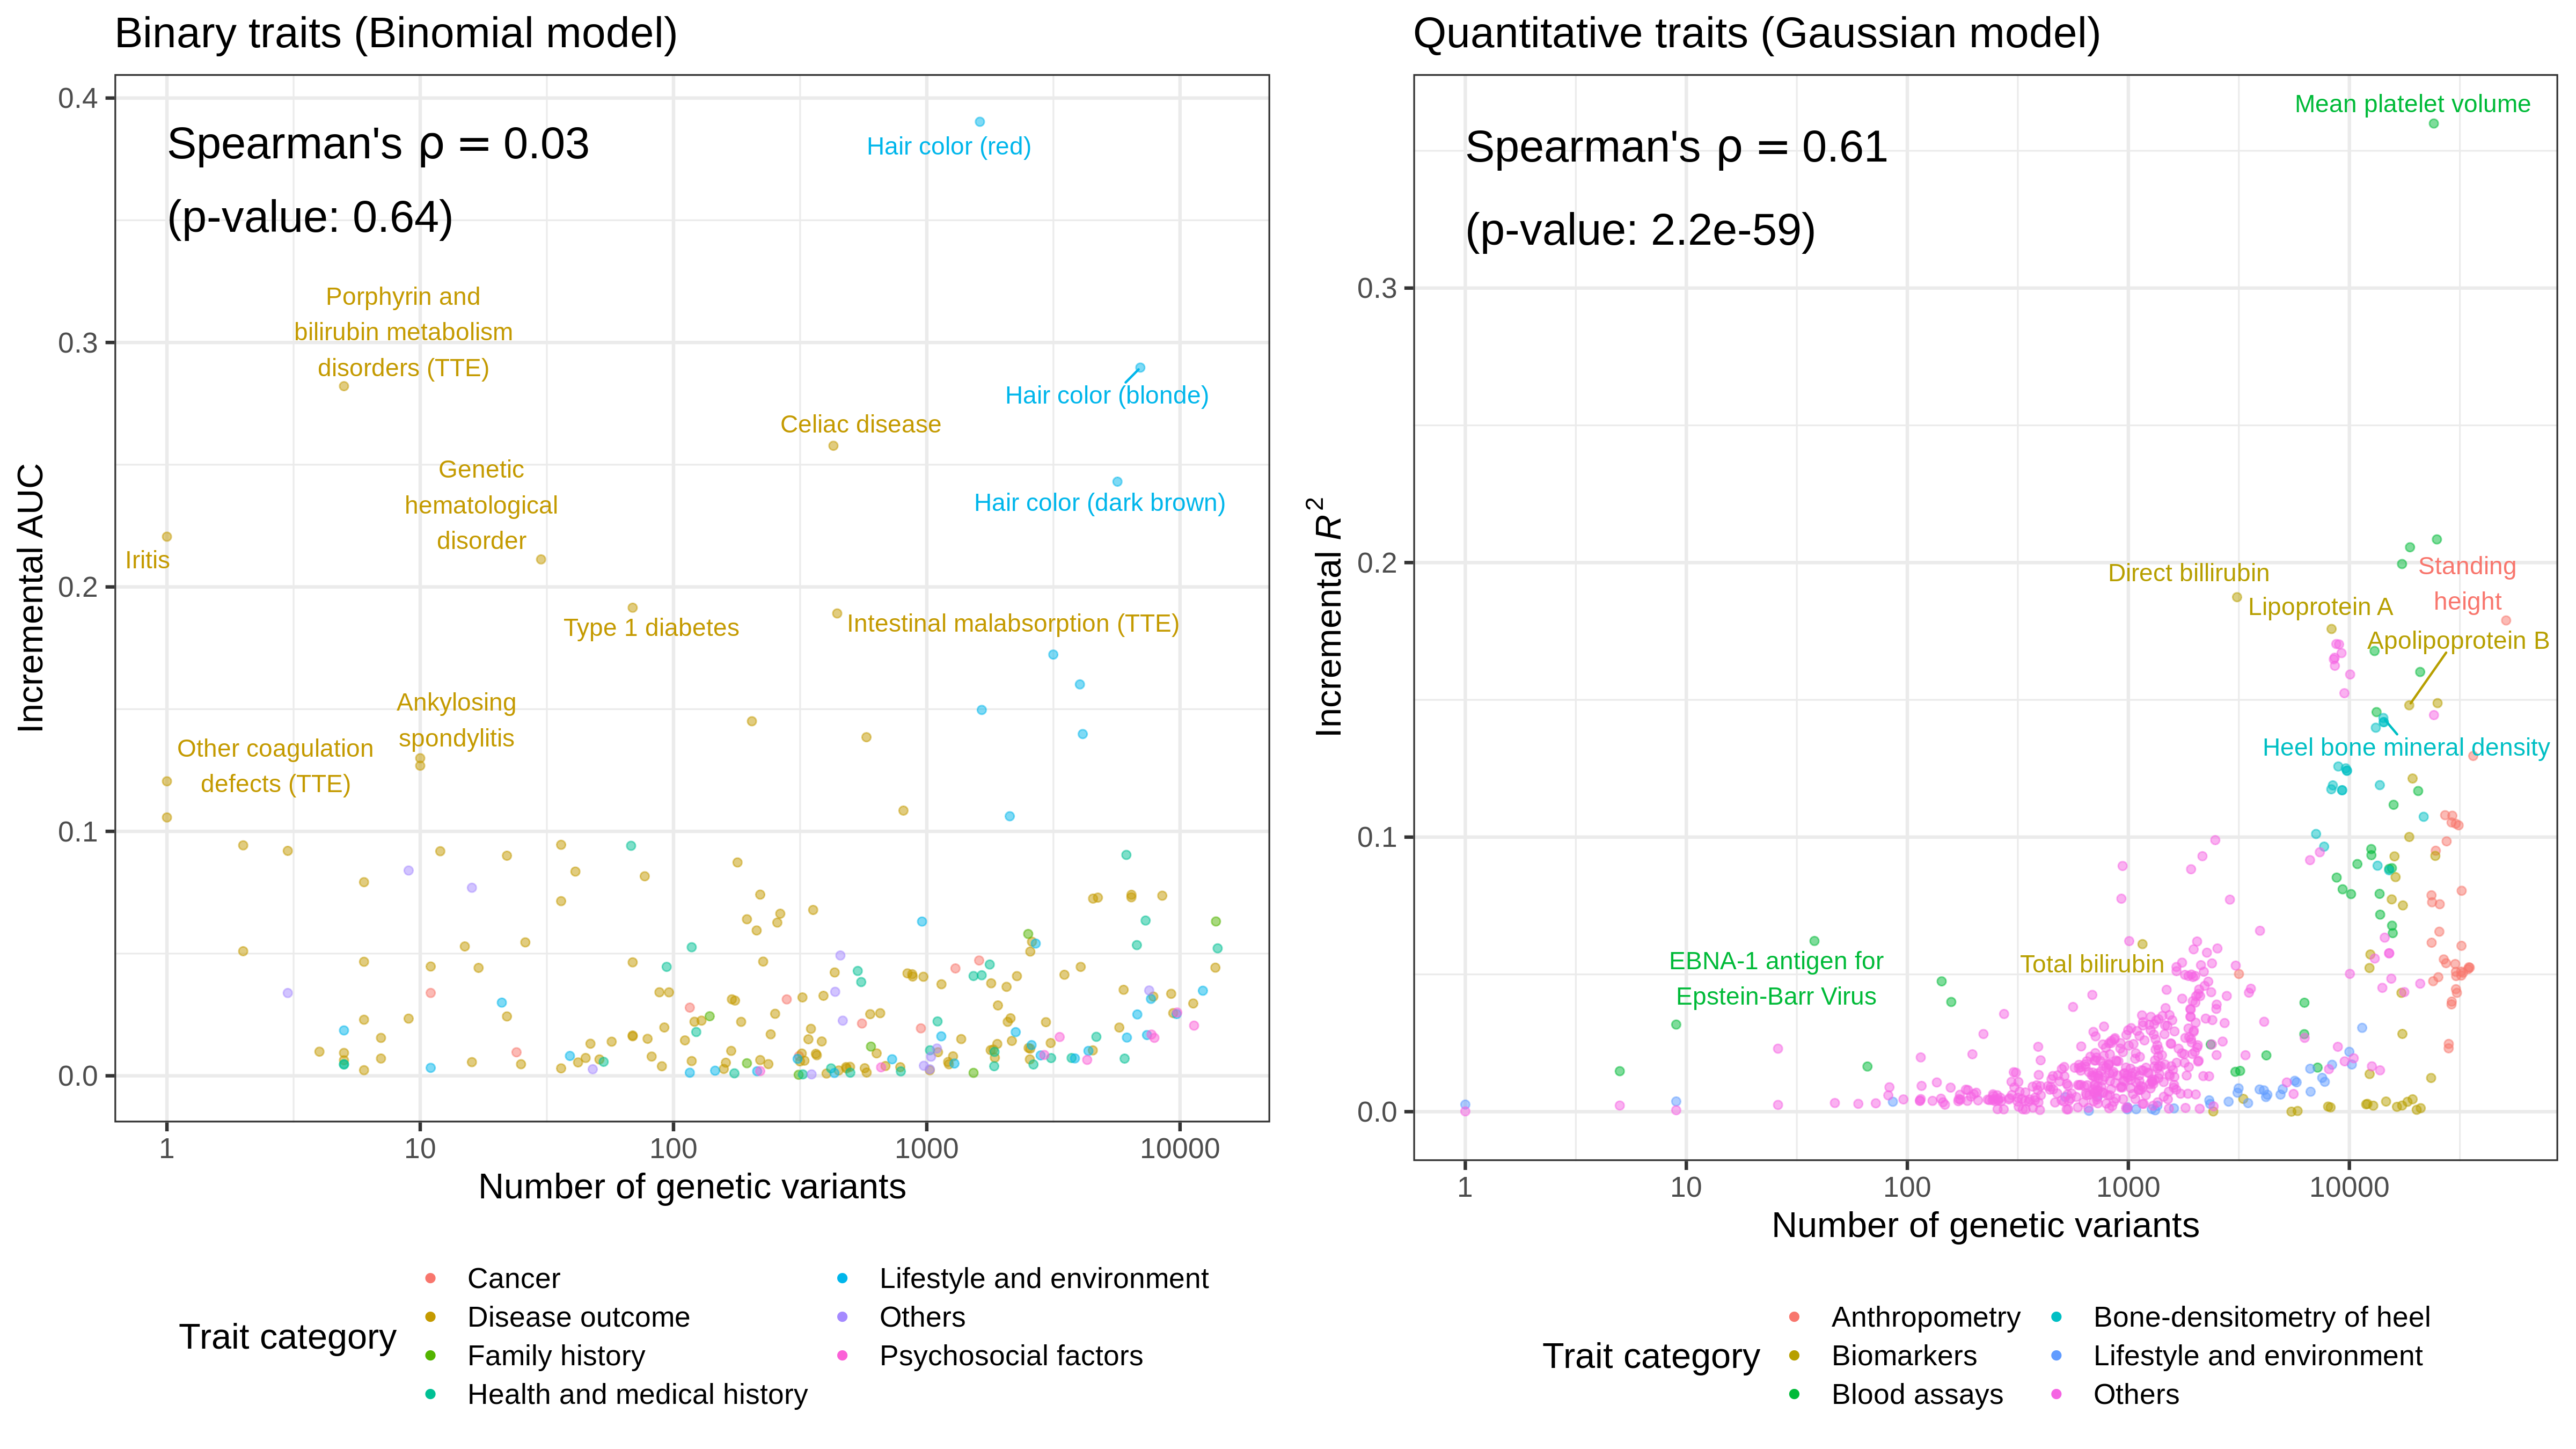 Binary traits (Binomial model)
0.4
0.3
0.2
0.1
0.0
Incremental AUC
Spearman's ρ = 0.03
(p-value: 0.64)
Hair color (red)
Porphyrin and
bilirubin metabolism
disorders (TTE)
Hair color (blonde)
Celiac disease
Genetic
hematological
disorder
Hair color (dark brown)
Iritis
Type 1 diabetes
Intestinal malabsorption (TTE)
Ankylosing
spondylitis
Other coagulation
defects (TTE)
1
10
100
1000
10000
Number of genetic variants
Trait category
Cancer
Disease outcome
Family history
Health and medical history
Lifestyle and environment
Others
Psychosocial factors
Quantitative traits (Gaussian model)
0.3
0.2
0.1
0.0
Incremental R²
Spearman's ρ = 0.61
(p-value: 2.2e-59)
Mean platelet volume
Direct billirubin
Standing
height
Lipoprotein A
Apolipoprotein B
Heel bone mineral density
EBNA-1 antigen for
Epstein-Barr Virus
Total bilirubin
1
10
100
1000
10000
Number of genetic variants
Trait category
Anthropometry
Biomarkers
Blood assays
Bone-densitometry of heel
Lifestyle and environment
Others